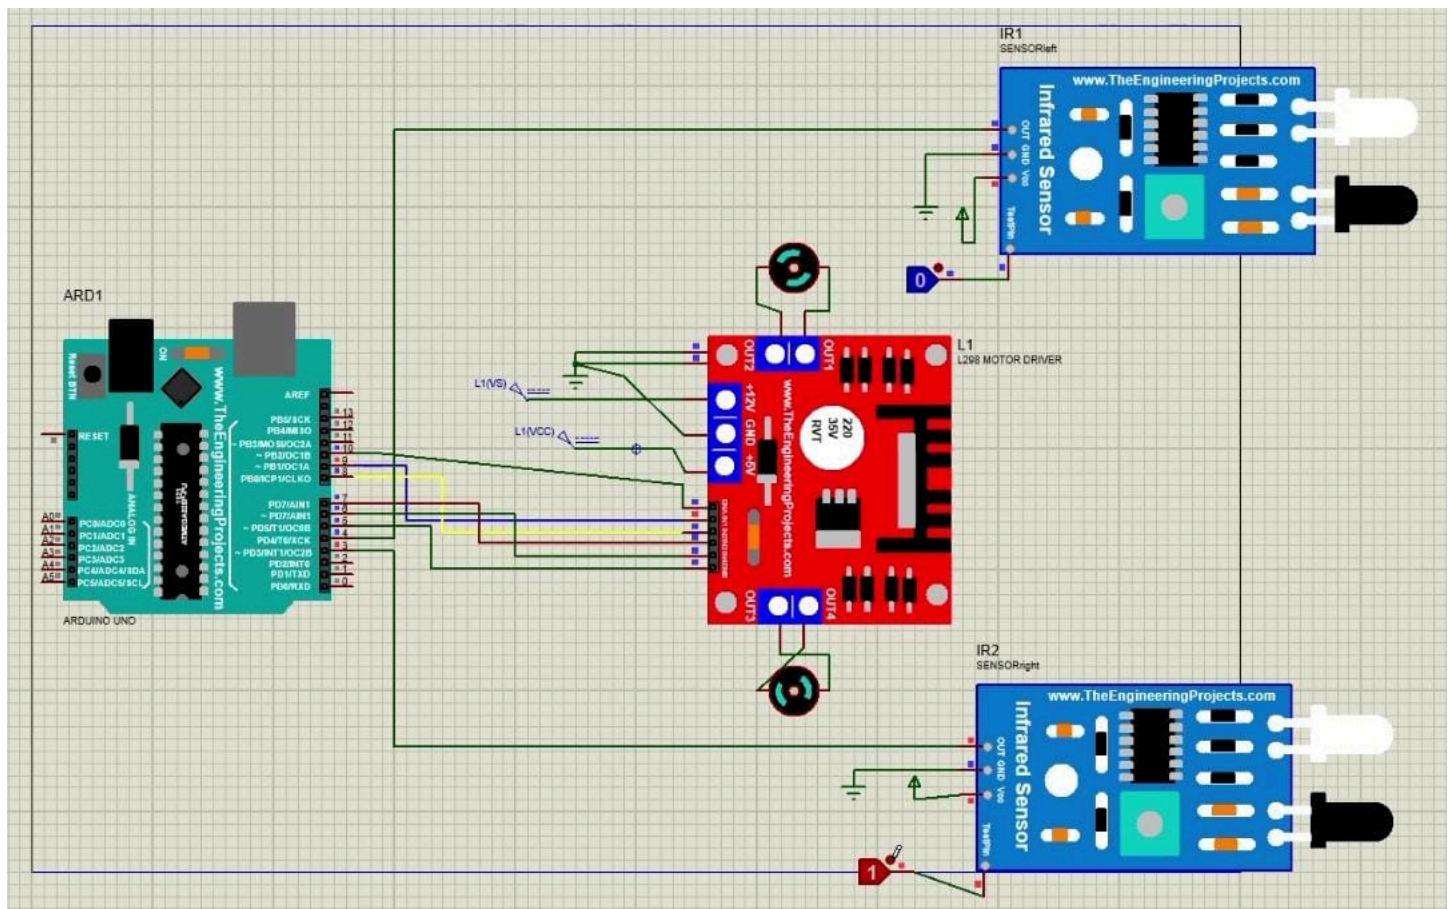 IR1
SENSORleft
www.TheEngineeringProjects.com
Infrared Sensor
OUT GND Vcc
TestPin
0
ARD1
ON
Reset BTN
www.TheEngineeringProjects.com
AREF
PB5/SCK
13
PB4/MISO
12
~ PB3/MOSI/OC2A
11
~ PB2/OC1B
10
~ PB1/OC1A
9
PB0/ICP1/CLKO
8
PD7/AIN1
7
~ PD7/AIN1
6
~ PD5/T1/OC0B
5
PD4/T0/XCK
4
~ PD3/INT1/OC2B
3
PD2/INT0
2
PD1/TXD
1
PD0/RXD
0
RESET
ANALOG IN
A0
PC0/ADC0
A1
PC1/ADC1
A2
PC2/ADC2
A3
PC3/ADC3
A4
PC4/ADC4/SDA
A5
PC5/ADC5/SCL
ARDUINO UNO
L1(VS)
L1(VCC)
L1
L298 MOTOR DRIVER
OUT2
OUT1
+12V
GND
+5V
220
35V
RVT
www.TheEngineeringProjects.com
OUT3
OUT4
IR2
SENSORright
www.TheEngineeringProjects.com
Infrared Sensor
OUT GND Vcc
TestPin
1